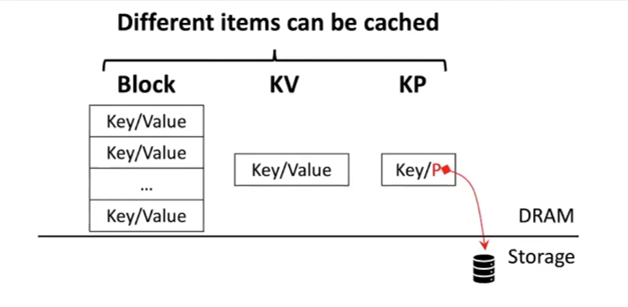 Different items can be cached
Block
KV
KP
Key/Value
Key/Value
...
Key/Value
Key/Value
Key/P
DRAM
Storage